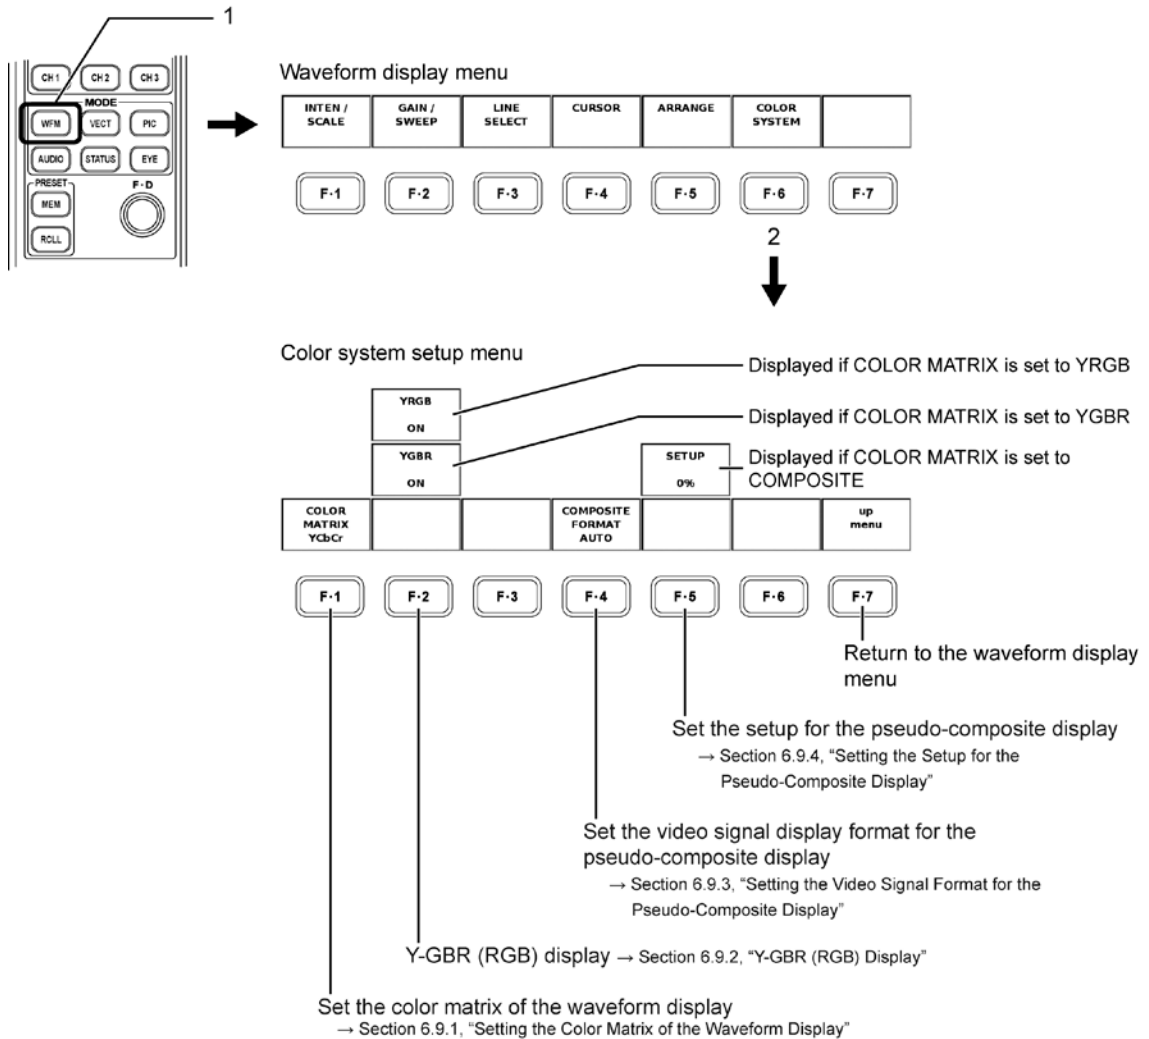 1
CH 1 CH 2 CH 3
MODE
WFM VECT PIC
AUDIO STATUS EYE
PRESET F·D
MEM
ROLL
Waveform display menu
INTEN / SCALE
GAIN / SWEEP
LINE SELECT
CURSOR
ARRANGE
COLOR SYSTEM
F·1 F·2 F·3 F·4 F·5 F·6 F·7
2
Color system setup menu
Displayed if COLOR MATRIX is set to YRGB
YRGB
ON
Displayed if COLOR MATRIX is set to YGBR
YGBR
ON
SETUP
0%
Displayed if COLOR MATRIX is set to
COMPOSITE
COLOR
MATRIX
YCbCr
COMPOSITE
FORMAT
AUTO
up
menu
F·1 F·2 F·3 F·4 F·5 F·6 F·7
Return to the waveform display
menu
Set the setup for the pseudo-composite display
→ Section 6.9.4, “Setting the Setup for the
Pseudo-Composite Display”
Set the video signal display format for the
pseudo-composite display
→ Section 6.9.3, “Setting the Video Signal Format for the
Pseudo-Composite Display”
Y-GBR (RGB) display → Section 6.9.2, “Y-GBR (RGB) Display”
Set the color matrix of the waveform display
→ Section 6.9.1, “Setting the Color Matrix of the Waveform Display”